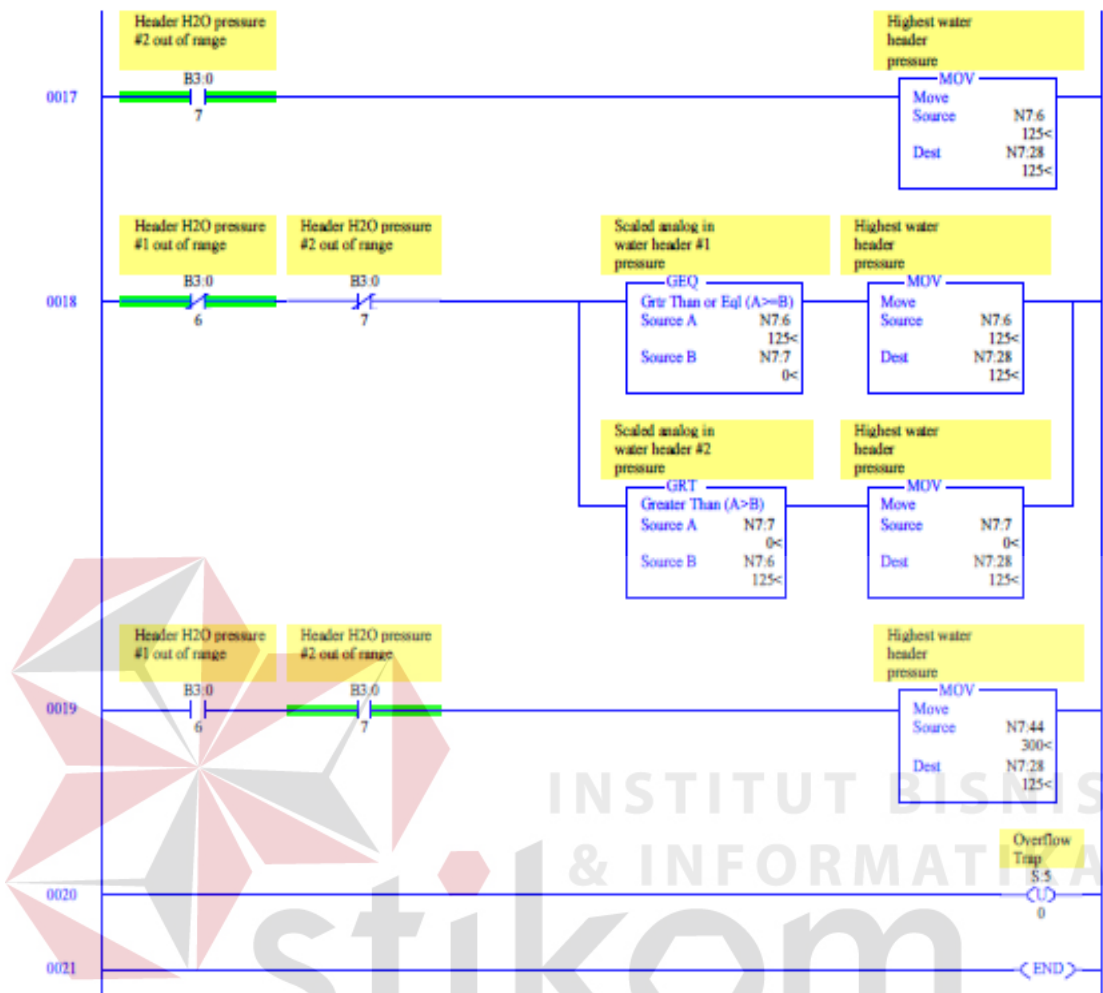 Header H2O pressure
#2 out of range
B3:0
7
0017
Highest water
header
pressure
MOV
Move
Source N7:6
125<
Dest N7:28
125<
Header H2O pressure
#1 out of range
B3:0
6
Header H2O pressure
#2 out of range
B3:0
7
0018
Scaled analog in
water header #1
pressure
GEQ
Grtr Than or Eql (A>=B)
Source A N7:6
125<
Source B N7:7
0<
Highest water
header
pressure
MOV
Move
Source N7:6
125<
Dest N7:28
125<
Scaled analog in
water header #2
pressure
GRT
Greater Than (A>B)
Source A N7:7
0<
Source B N7:6
125<
Highest water
header
pressure
MOV
Move
Source N7:7
0<
Dest N7:28
125<
Header H2O pressure
#1 out of range
B3:0
6
Header H2O pressure
#2 out of range
B3:0
7
0019
Highest water
header
pressure
MOV
Move
Source N7:44
300<
Dest N7:28
125<
INSTITUT BISNIS
& INFORMATIKA
stikom
Overflow
Trap
S:5
(U)
0
0020
0021
END